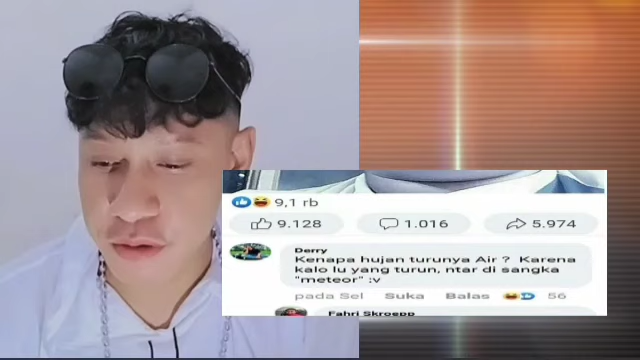 9,1 rb
9.128 1.016 5.974
Derry
Kenapa hujan turunya Air ? Karena
kalo lu yang turun, ntar di sangka
"meteor" :v
pada Sel Suka Balas 56
Fahri Skroepp